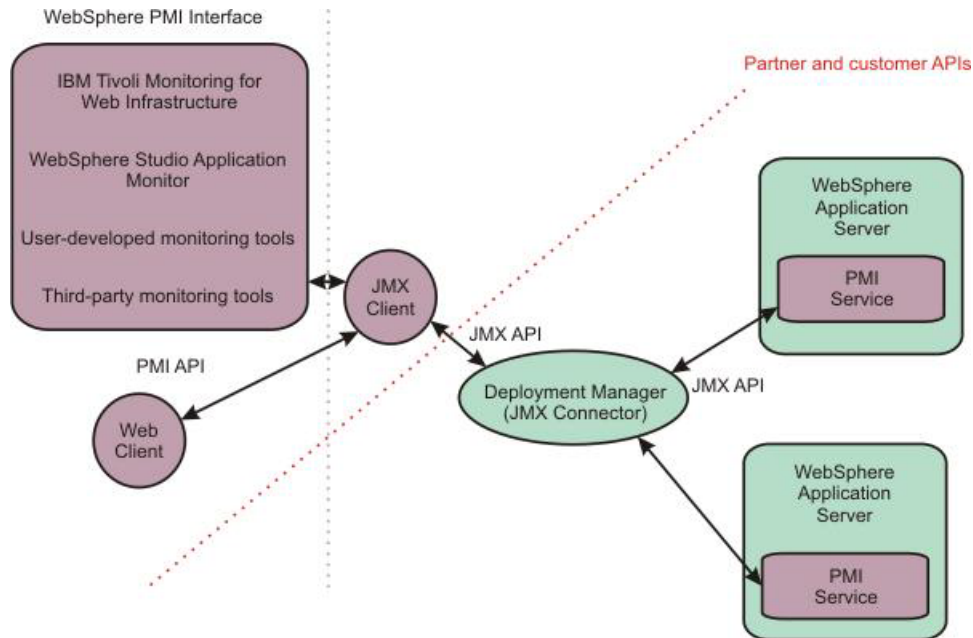 WebSphere PMI Interface
IBM Tivoli Monitoring for
Web Infrastructure
WebSphere Studio Application
Monitor
User-developed monitoring tools
Third-party monitoring tools
Partner and customer APIs
JMX
Client
PMI API
Web
Client
JMX API
Deployment Manager
(JMX Connector)
JMX API
WebSphere
Application
Server
PMI
Service
WebSphere
Application
Server
PMI
Service